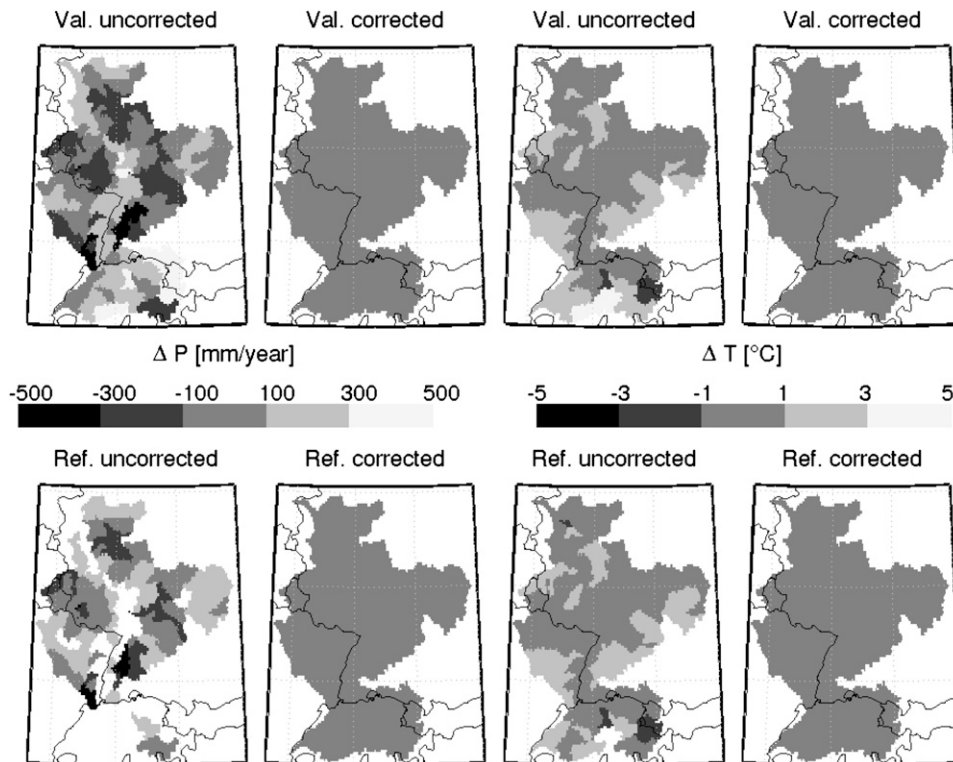 Val. uncorrected Val. corrected Val. uncorrected Val. corrected
Δ P [mm/year] Δ T [°C]
-500 -300 -100 100 300 500 -5 -3 -1 1 3 5
Ref. uncorrected Ref. corrected Ref. uncorrected Ref. corrected